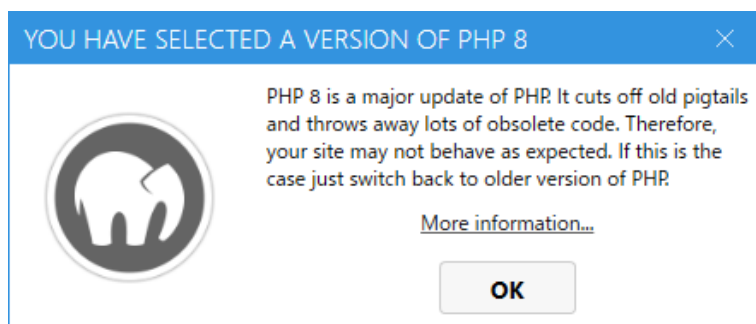 YOU HAVE SELECTED A VERSION OF PHP 8
PHP 8 is a major update of PHP. It cuts off old pigtails
and throws away lots of obsolete code. Therefore,
your site may not behave as expected. If this is the
case just switch back to older version of PHP.
More information...
OK